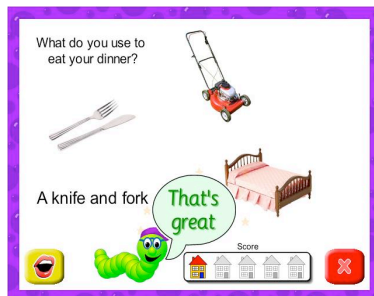 What do you use to
eat your dinner?
A knife and fork
That's
great
Score